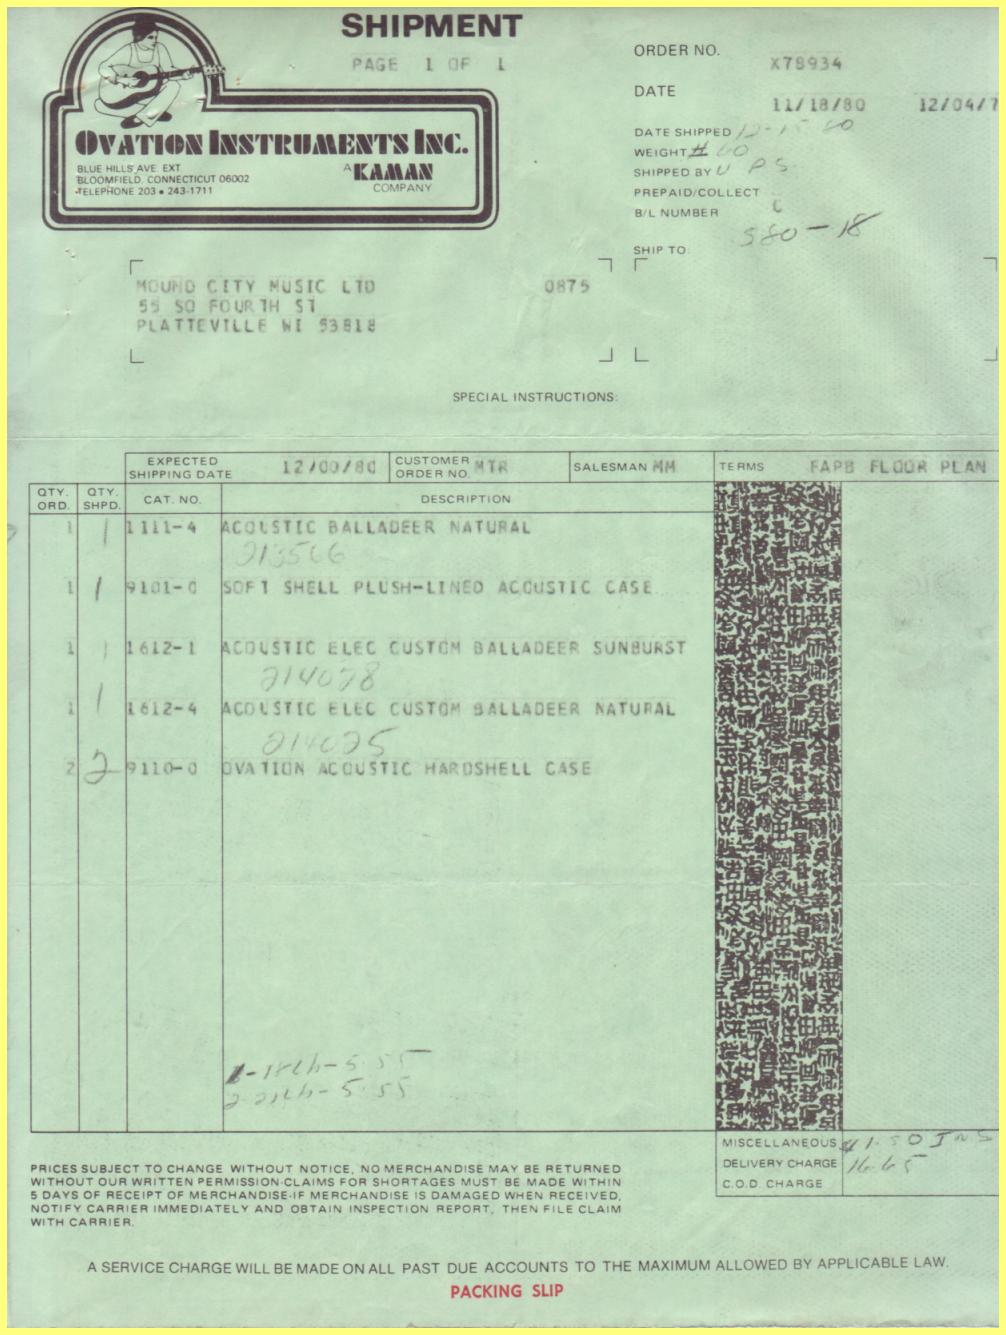 SHIPMENT
PAGE 1 OF 1
OVATION INSTRUMENTS INC.
BLUE HILLS AVE. EXT
BLOOMFIELD, CONNECTICUT 06002
TELEPHONE 203 • 243-1711
A KAMAN COMPANY
ORDER NO. X78934
DATE 11/18/80 12/04/7
DATE SHIPPED 12-15-80
WEIGHT # 60
SHIPPED BY U P S
PREPAID/COLLECT
B/L NUMBER
580-18
SHIP TO:
MOUND CITY MUSIC LTD 0875
55 SO FOURTH ST
PLATTEVILLE WI 53818
SPECIAL INSTRUCTIONS:
EXPECTED SHIPPING DATE 12/00/80 CUSTOMER ORDER NO. MTR SALESMAN MM TERMS FAPB FLOOR PLAN
QTY. ORD. QTY. SHPD. CAT. NO. DESCRIPTION
1 1 1111-4 ACOUSTIC BALLADEER NATURAL
213566
1 1 9101-0 SOFT SHELL PLUSH-LINED ACOUSTIC CASE
1 1 1612-1 ACOUSTIC ELEC CUSTOM BALLADEER SUNBURST
214028
1 1 1612-4 ACOUSTIC ELEC CUSTOM BALLADEER NATURAL
214025
2 2 9110-0 OVATION ACOUSTIC HARDSHELL CASE
5.55
5.55
MISCELLANEOUS 1.50 INS
DELIVERY CHARGE 16.65
C.O.D. CHARGE
PRICES SUBJECT TO CHANGE WITHOUT NOTICE, NO MERCHANDISE MAY BE RETURNED
WITHOUT OUR WRITTEN PERMISSION-CLAIMS FOR SHORTAGES MUST BE MADE WITHIN
5 DAYS OF RECEIPT OF MERCHANDISE-IF MERCHANDISE IS DAMAGED WHEN RECEIVED,
NOTIFY CARRIER IMMEDIATELY AND OBTAIN INSPECTION REPORT, THEN FILE CLAIM
WITH CARRIER.
A SERVICE CHARGE WILL BE MADE ON ALL PAST DUE ACCOUNTS TO THE MAXIMUM ALLOWED BY APPLICABLE LAW.
PACKING SLIP